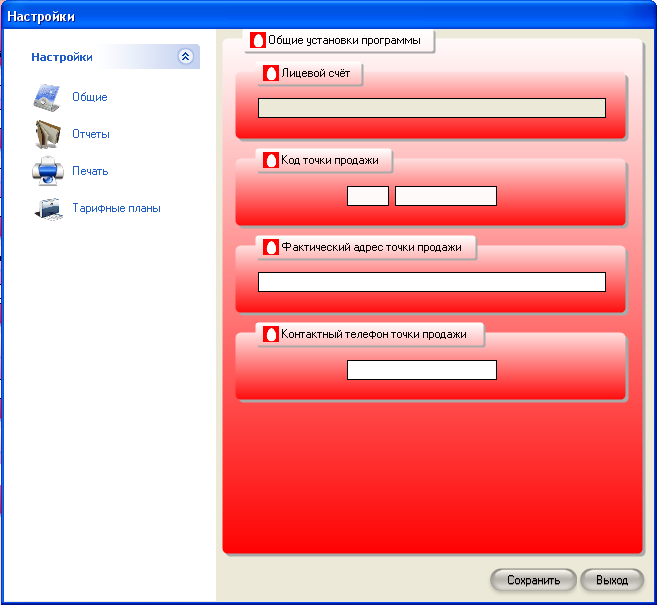 Настройки
Настройки
Общие
Отчеты
Печать
Тарифные планы
Общие установки программы
Лицевой счёт
Код точки продажи
Фактический адрес точки продажи
Контактный телефон точки продажи
Сохранить
Выход